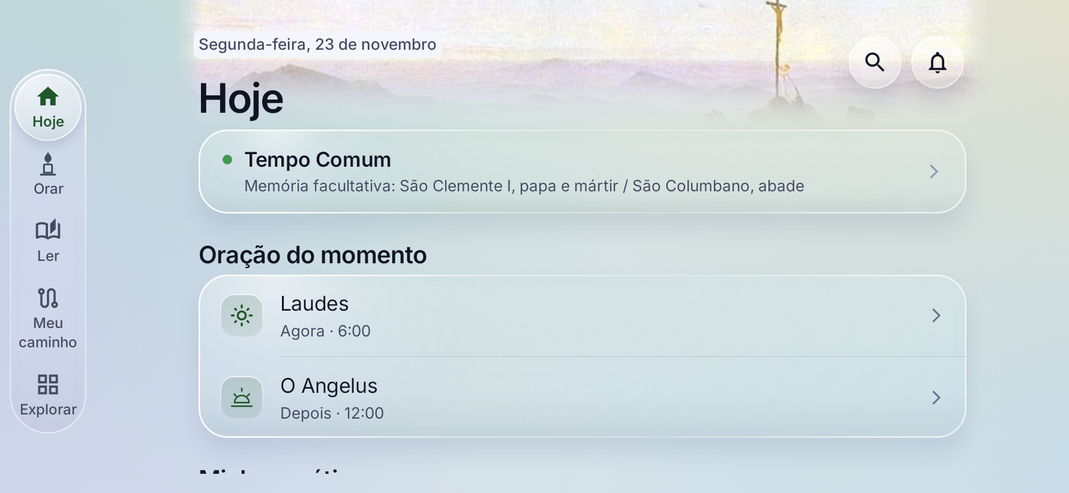 Segunda-feira, 23 de novembro
Hoje
Tempo Comum
Memória facultativa: São Clemente I, papa e mártir / São Columbano, abade
Oração do momento
Laudes
Agora · 6:00
O Angelus
Depois · 12:00
Hoje
Orar
Ler
Meu
caminho
Explorar